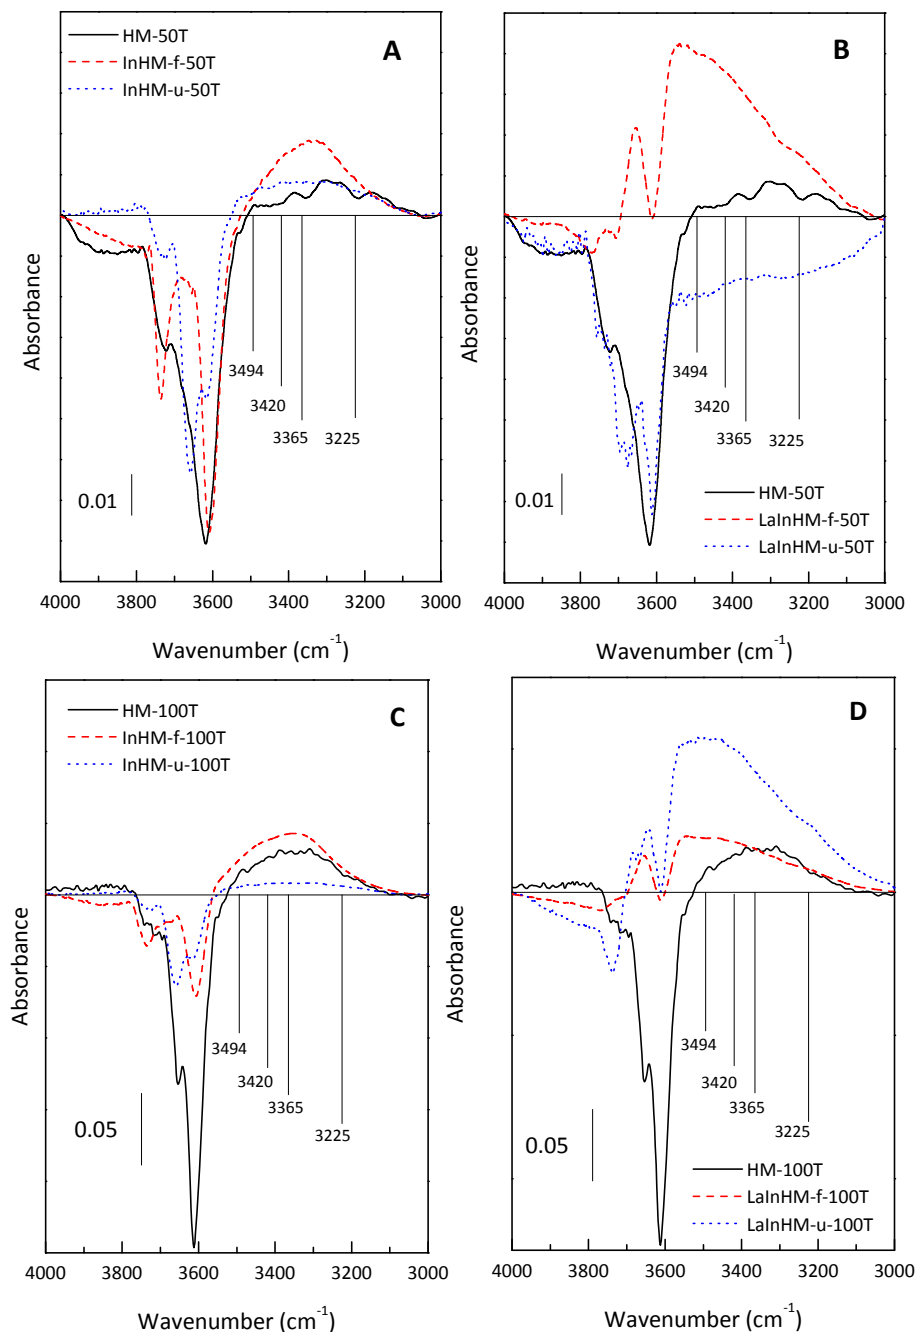 HM-50T
InHM-f-50T
InHM-u-50T
A
Absorbance
3494
3420
3365
3225
0.01
4000 3800 3600 3400 3200 3000
Wavenumber (cm⁻¹)
B
Absorbance
3494
3420
3365
3225
0.01
HM-50T
LaInHM-f-50T
LaInHM-u-50T
4000 3800 3600 3400 3200 3000
Wavenumber (cm⁻¹)
HM-100T
InHM-f-100T
InHM-u-100T
C
Absorbance
3494
3420
3365
3225
0.05
4000 3800 3600 3400 3200 3000
Wavenumber (cm⁻¹)
D
Absorbance
3494
3420
3365
3225
0.05
HM-100T
LaInHM-f-100T
LaInHM-u-100T
4000 3800 3600 3400 3200 3000
Wavenumber (cm⁻¹)